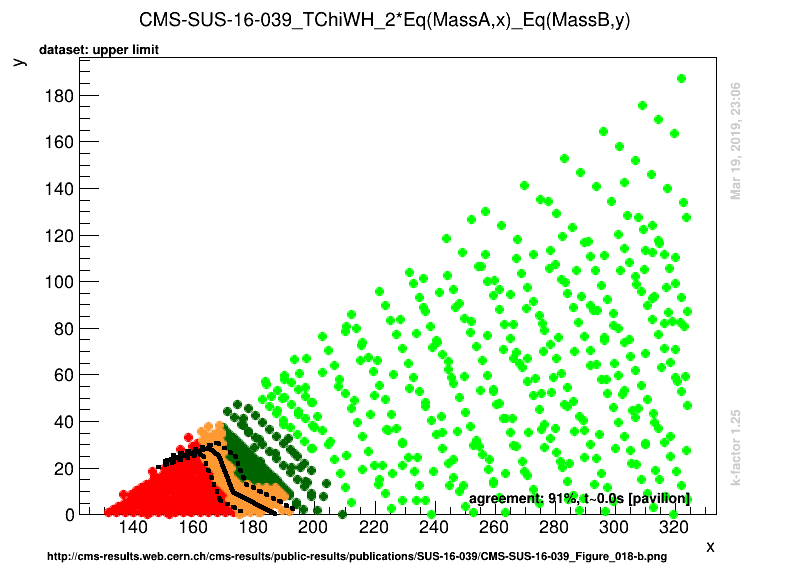 CMS-SUS-16-039_TChiWH_2*Eq(MassA,x)_Eq(MassB,y)
dataset: upper limit
y
180
160
140
120
100
80
60
40
20
0
140 160 180 200 220 240 260 280 300 320
x
agreement: 91%, t~0.0s [pavilion]
Mar 19, 2019, 23:06
k-factor 1.25
http://cms-results.web.cern.ch/cms-results/public-results/publications/SUS-16-039/CMS-SUS-16-039_Figure_018-b.png